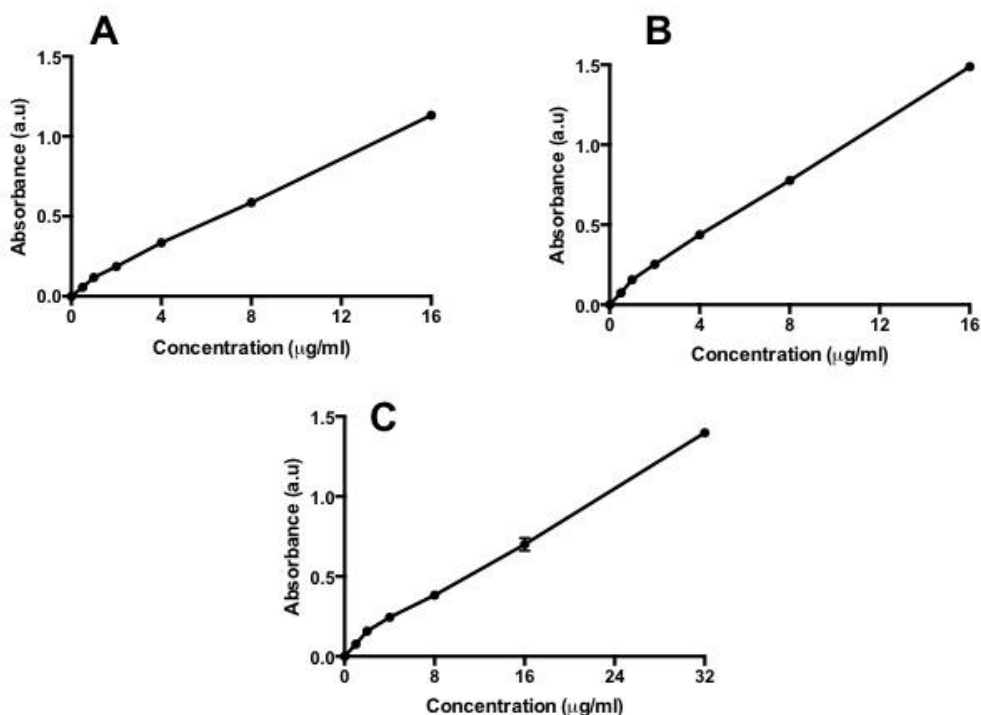 A
Absorbance (a.u)
1.5
1.0
0.5
0.0
0 4 8 12 16
Concentration (μg/ml)
B
Absorbance (a.u)
1.5
1.0
0.5
0.0
0 4 8 12 16
Concentration (μg/ml)
C
Absorbance (a.u)
1.5
1.0
0.5
0.0
0 8 16 24 32
Concentration (μg/ml)